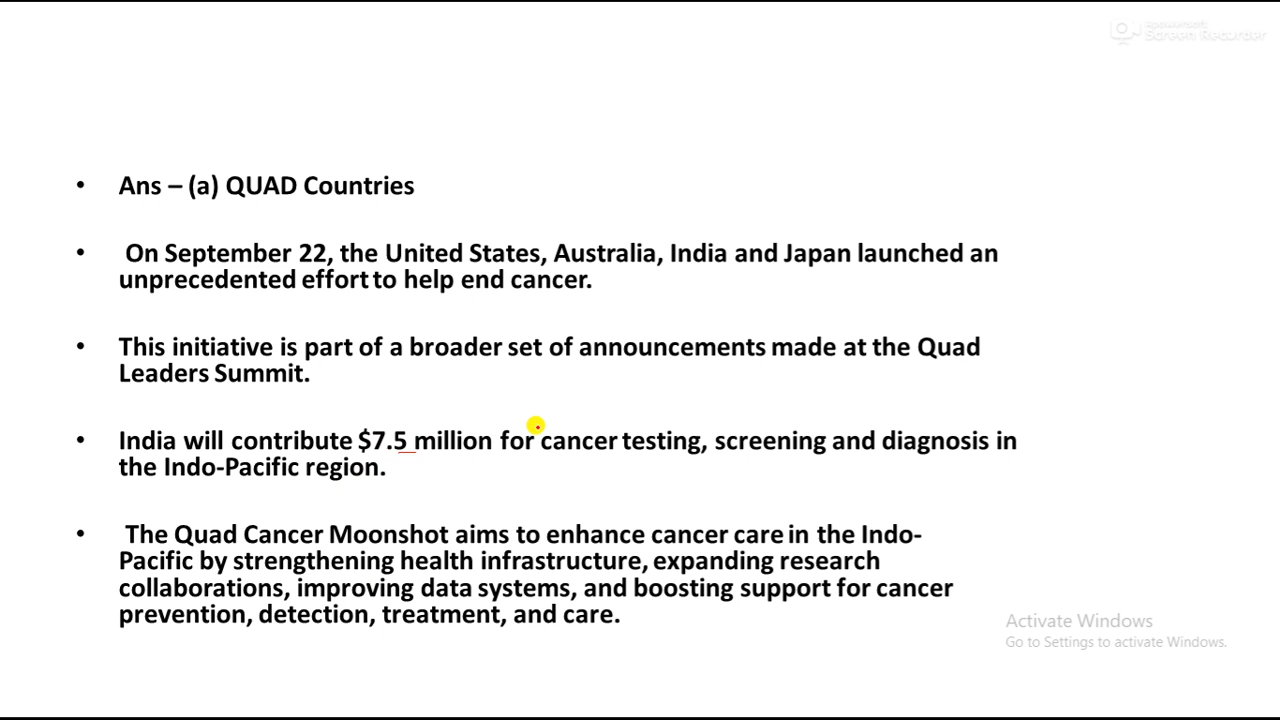 Apowersoft
Screen Recorder
• Ans – (a) QUAD Countries
• On September 22, the United States, Australia, India and Japan launched an
unprecedented effort to help end cancer.
• This initiative is part of a broader set of announcements made at the Quad
Leaders Summit.
• India will contribute $7.5 million for cancer testing, screening and diagnosis in
the Indo-Pacific region.
• The Quad Cancer Moonshot aims to enhance cancer care in the Indo-
Pacific by strengthening health infrastructure, expanding research
collaborations, improving data systems, and boosting support for cancer
prevention, detection, treatment, and care.
Activate Windows
Go to Settings to activate Windows.